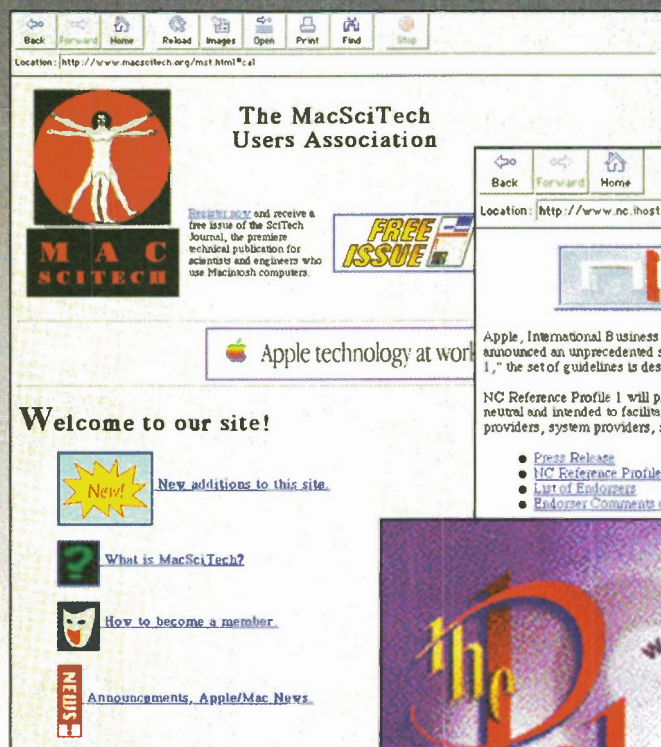 Back Forward Home Reload Images Open Print Find Stop
Location: http://www.macscitech.org/mst.html#cal
The MacSciTech
Users Association
Register now and receive a
free issue of the SciTech
Journal, the premiere
technical publication for
scientists and engineers who
use Macintosh computers.
FREE
ISSUE
MAC
SCITECH
Apple technology at work
Welcome to our site!
New!
New additions to this site.
?
What is MacSciTech?
How to become a member.
NEWS!
Announcements, Apple/Mac News.
Back Forward Home
Location: http://www.nc.ihost
Apple, International Business
announced an unprecedented s
1," the set of guidelines is des
NC Reference Profile 1 will p
neutral and intended to facilita
providers, system providers, s
Press Release
NC Reference Profile
List of Endorsers
Endorser Comments
the